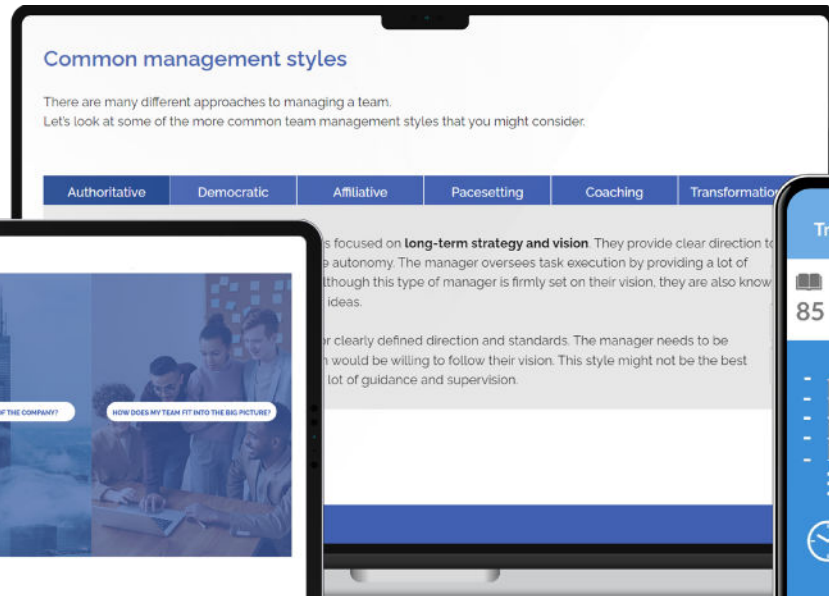 Common management styles
There are many different approaches to managing a team.
Let's look at some of the more common team management styles that you might consider.
Authoritative Democratic Affiliative Pacesetting Coaching Transformation
s focused on long-term strategy and vision. They provide clear direction to
e autonomy. The manager oversees task execution by providing a lot of
lthough this type of manager is firmly set on their vision, they are also know
ideas.
or clearly defined direction and standards. The manager needs to be
would be willing to follow their vision. This style might not be the best
lot of guidance and supervision.
OF THE COMPANY?
HOW DOES MY TEAM FIT INTO THE BIG PICTURE?
Tr
85